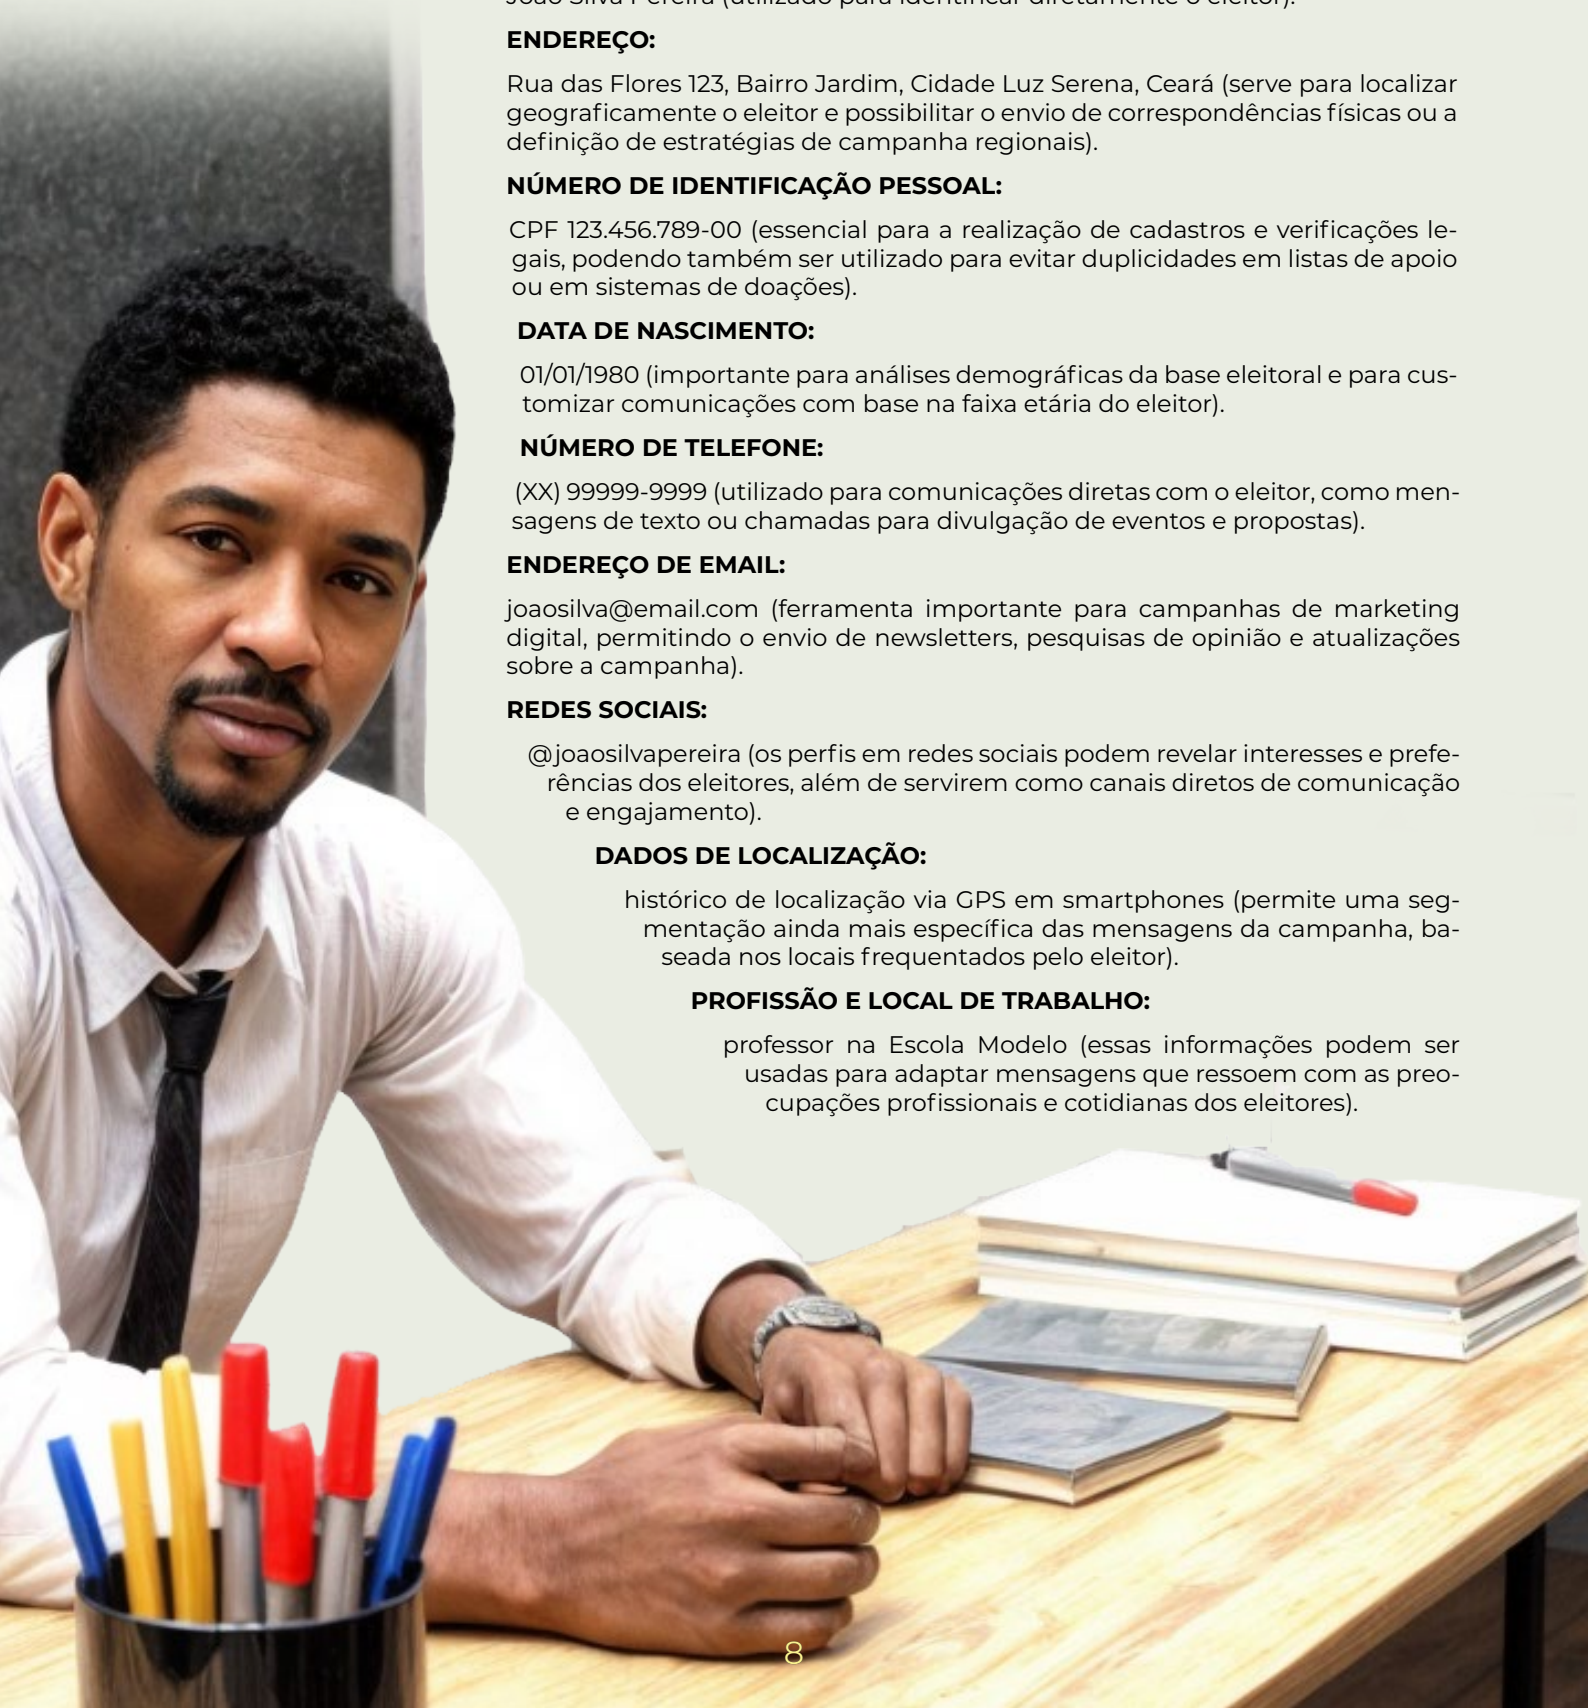 João Silva Pereira (utilizado para identificar diretamente o eleitor).
ENDEREÇO:
Rua das Flores 123, Bairro Jardim, Cidade Luz Serena, Ceará (serve para localizar
geograficamente o eleitor e possibilitar o envio de correspondências físicas ou a
definição de estratégias de campanha regionais).
NÚMERO DE IDENTIFICAÇÃO PESSOAL:
CPF 123.456.789-00 (essencial para a realização de cadastros e verificações le-
gais, podendo também ser utilizado para evitar duplicidades em listas de apoio
ou em sistemas de doações).
DATA DE NASCIMENTO:
01/01/1980 (importante para análises demográficas da base eleitoral e para cus-
tomizar comunicações com base na faixa etária do eleitor).
NÚMERO DE TELEFONE:
(XX) 99999-9999 (utilizado para comunicações diretas com o eleitor, como men-
sagens de texto ou chamadas para divulgação de eventos e propostas).
ENDEREÇO DE EMAIL:
joaosilva@email.com (ferramenta importante para campanhas de marketing
digital, permitindo o envio de newsletters, pesquisas de opinião e atualizações
sobre a campanha).
REDES SOCIAIS:
@joaosilvapereira (os perfis em redes sociais podem revelar interesses e prefe-
rências dos eleitores, além de servirem como canais diretos de comunicação
e engajamento).
DADOS DE LOCALIZAÇÃO:
histórico de localização via GPS em smartphones (permite uma seg-
mentação ainda mais específica das mensagens da campanha, ba-
seada nos locais frequentados pelo eleitor).
PROFISSÃO E LOCAL DE TRABALHO:
professor na Escola Modelo (essas informações podem ser
usadas para adaptar mensagens que ressoem com as preo-
cupações profissionais e cotidianas dos eleitores).
8